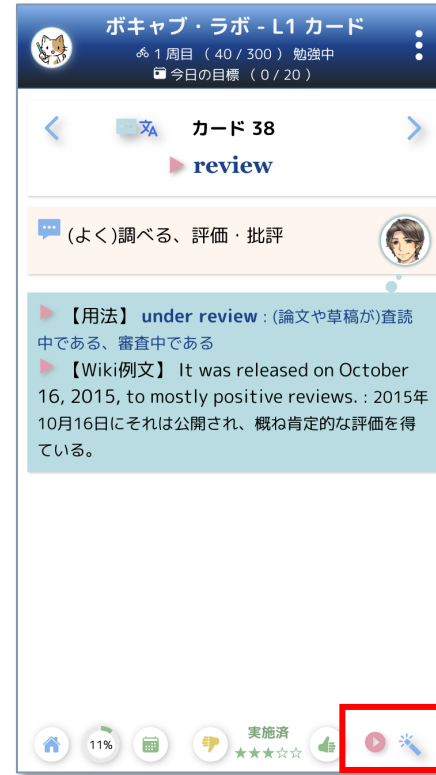 ボキャブ・ラボ - L1 カード
1 周目 （ 40 / 300 ） 勉強中
今日の目標 （ 0 / 20 ）
カード 38
review
(よく)調べる、評価・批評
【用法】 under review : (論文や草稿が)査読
中である、審査中である
【Wiki例文】 It was released on October
16, 2015, to mostly positive reviews. : 2015年
10月16日にそれは公開され、概ね肯定的な評価を得
ている。
11%
実施済
★★★☆☆